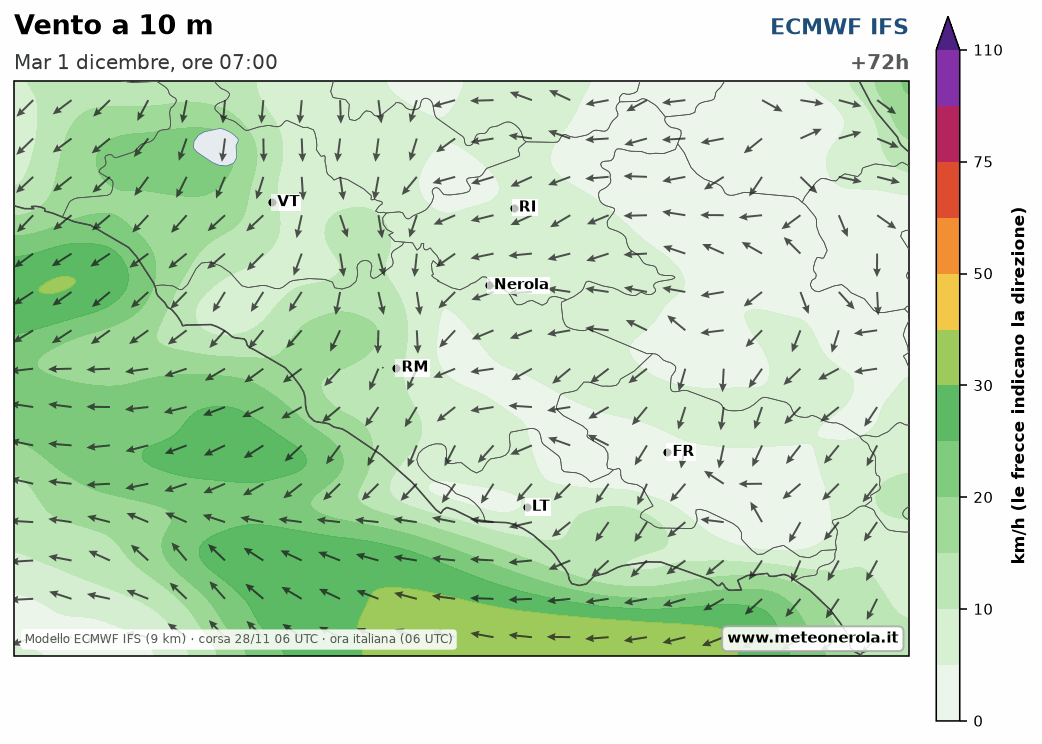 Vento a 10 m
ECMWF IFS
Mar 1 dicembre, ore 07:00
+72h
110
75
50
30
20
10
0
km/h (le frecce indicano la direzione)
VT
RI
Nerola
RM
FR
LT
Modello ECMWF IFS (9 km) · corsa 28/11 06 UTC · ora italiana (06 UTC)
www.meteonerola.it